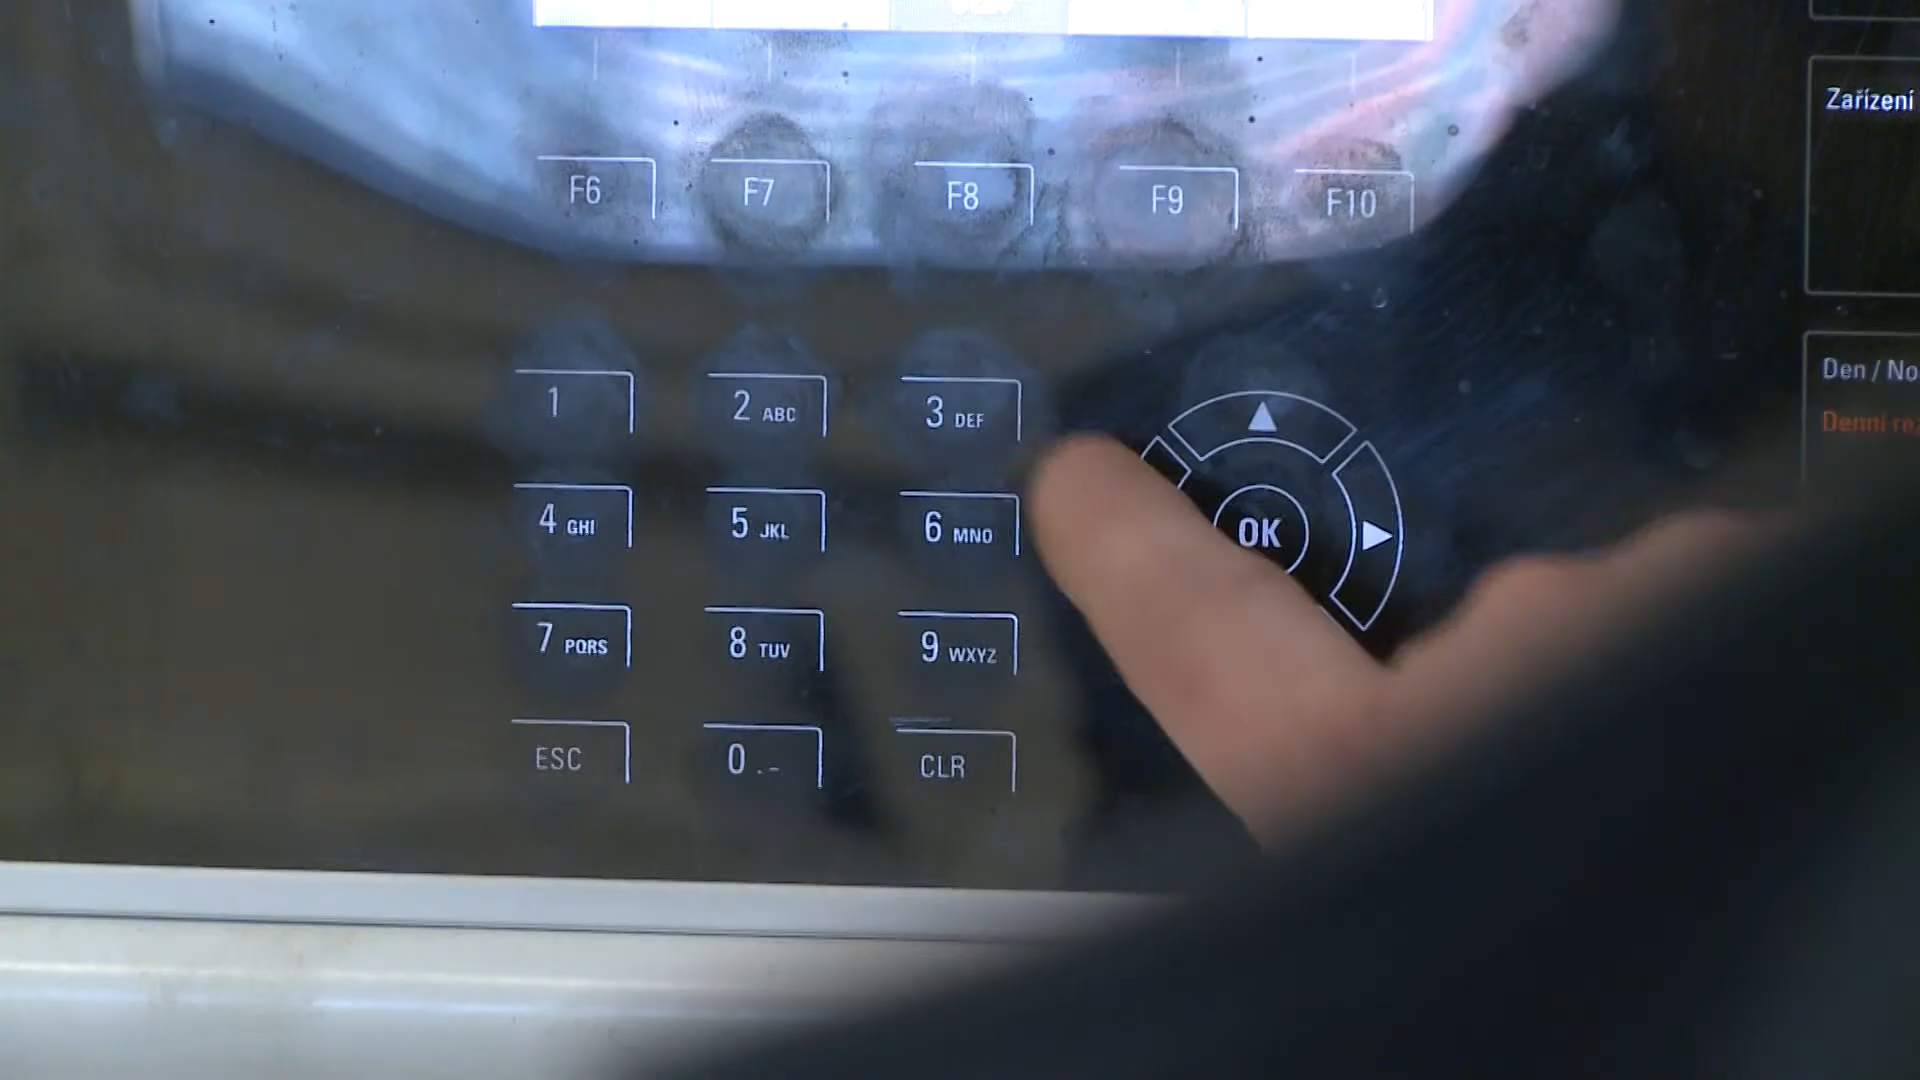 F6 F7 F8 F9 F10
Zařízení
1 2 ABC 3 DEF
Den / No
Denní re
4 GHI 5 JKL 6 MNO
OK
7 PQRS 8 TUV 9 WXYZ
ESC 0 . - CLR